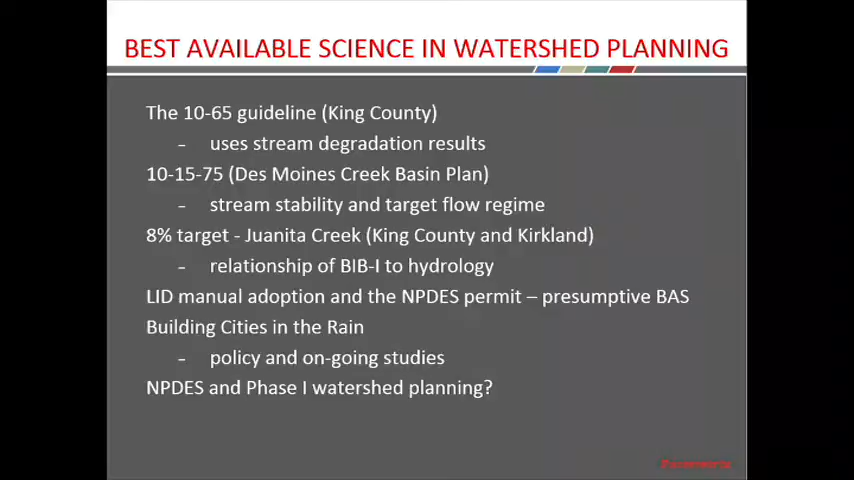 BEST AVAILABLE SCIENCE IN WATERSHED PLANNING
The 10-65 guideline (King County)
- uses stream degradation results
10-15-75 (Des Moines Creek Basin Plan)
- stream stability and target flow regime
8% target - Juanita Creek (King County and Kirkland)
- relationship of BIB-I to hydrology
LID manual adoption and the NPDES permit – presumptive BAS
Building Cities in the Rain
- policy and on-going studies
NPDES and Phase I watershed planning?